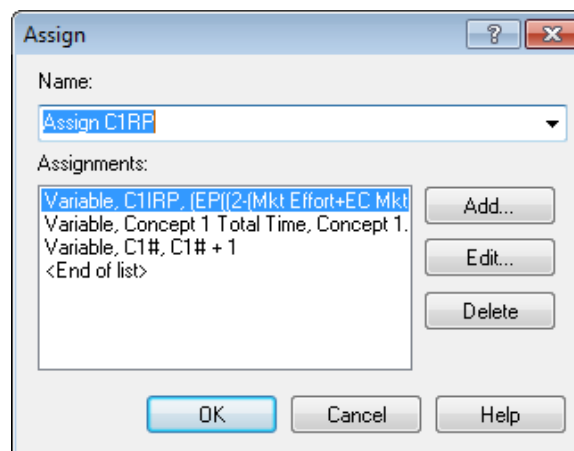 Assign
Name:
Assign C1RP
Assignments:
Variable, C1IRP, (EP((2-(Mkt Effort+EC Mkt
Variable, Concept 1 Total Time, Concept 1.
Variable, C1#, C1# + 1
<End of list>
Add...
Edit...
Delete
OK Cancel Help